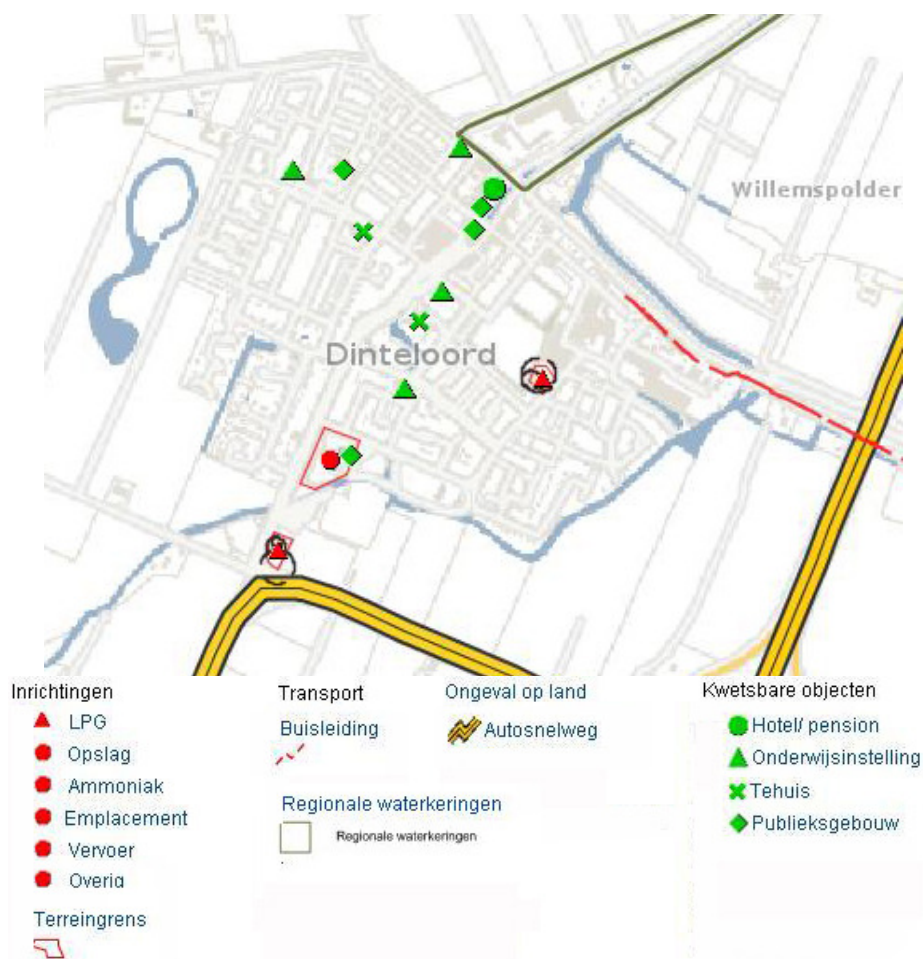 Willemspolder
Dinteloord
Inrichtingen
LPG
Opslag
Ammoniak
Emplacement
Vervoer
Overig
Terreingrens
Transport
Buisleiding
Regionale waterkeringen
Regionale waterkeringen
Ongeval op land
Autosnelweg
Kwetsbare objecten
Hotel/ pension
Onderwijsinstelling
Tehuis
Publieksgebouw